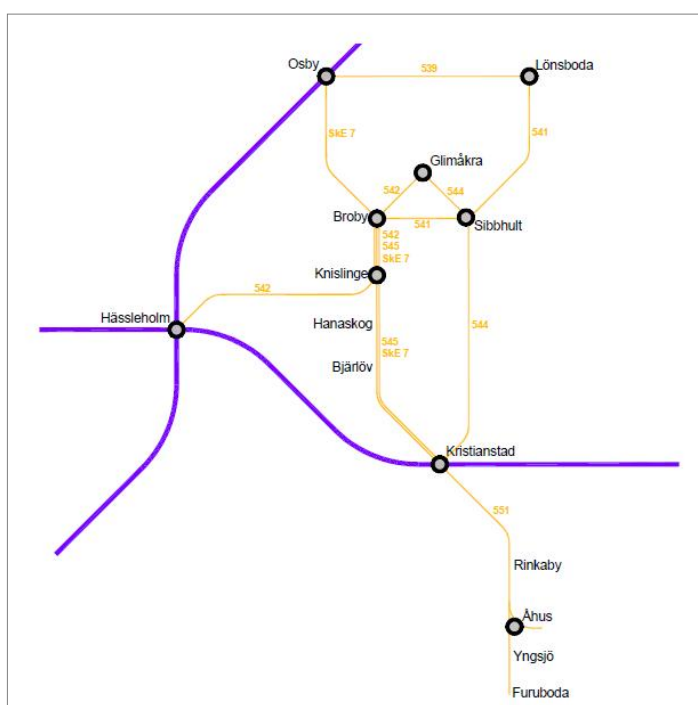 Osby
539
Lönsboda
SkE 7
541
Glimåkra
542
544
Broby
541
Sibbhult
542
545
SkE 7
Knislinge
542
Hässleholm
Hanaskog
545
544
SkE 7
Bjärlöv
Kristianstad
551
Rinkaby
Åhus
Yngsjö
Furuboda